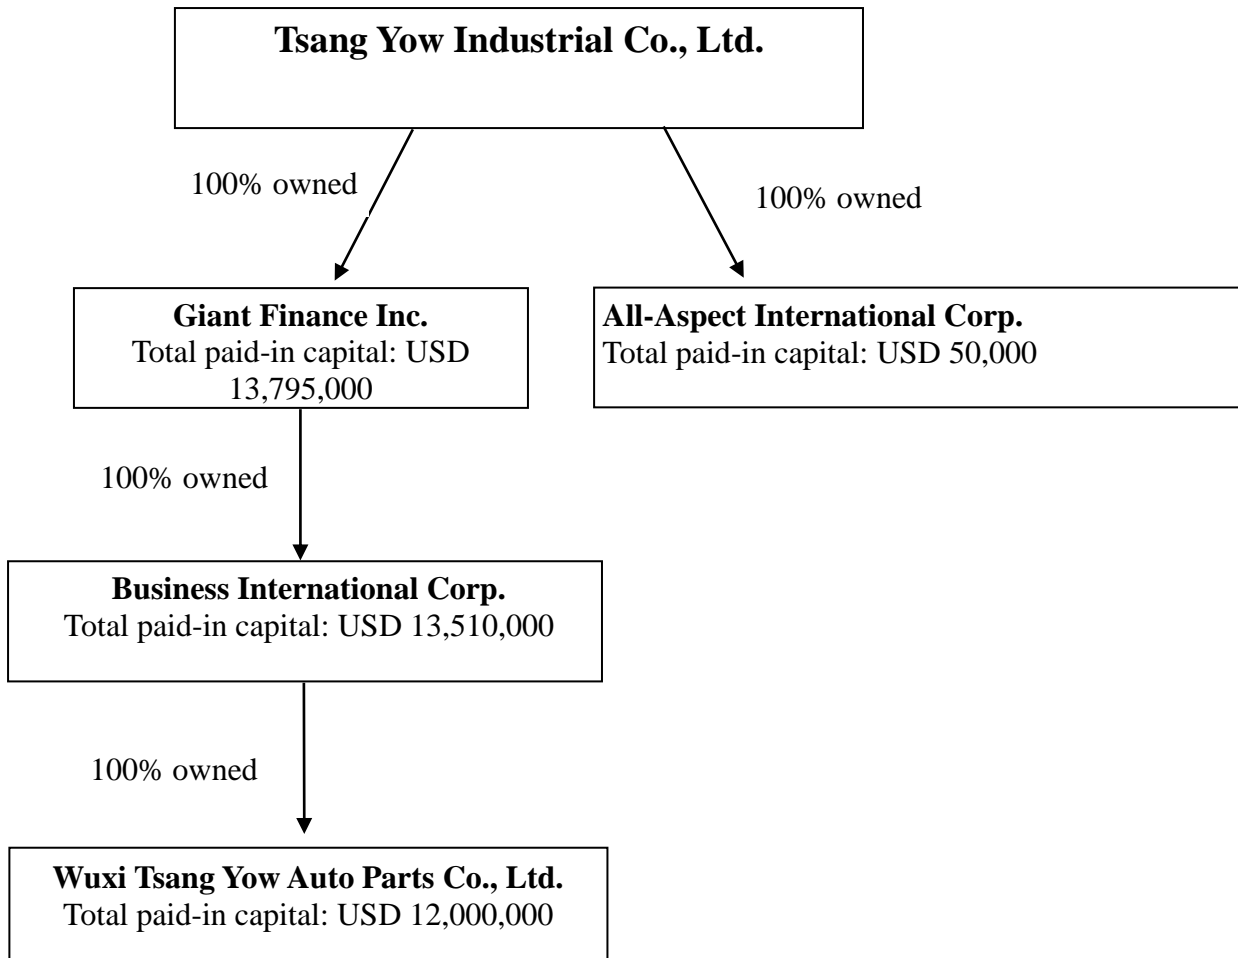 Tsang Yow Industrial Co., Ltd.
100% owned
100% owned
Giant Finance Inc.
Total paid-in capital: USD
13,795,000
All-Aspect International Corp.
Total paid-in capital: USD 50,000
100% owned
Business International Corp.
Total paid-in capital: USD 13,510,000
100% owned
Wuxi Tsang Yow Auto Parts Co., Ltd.
Total paid-in capital: USD 12,000,000